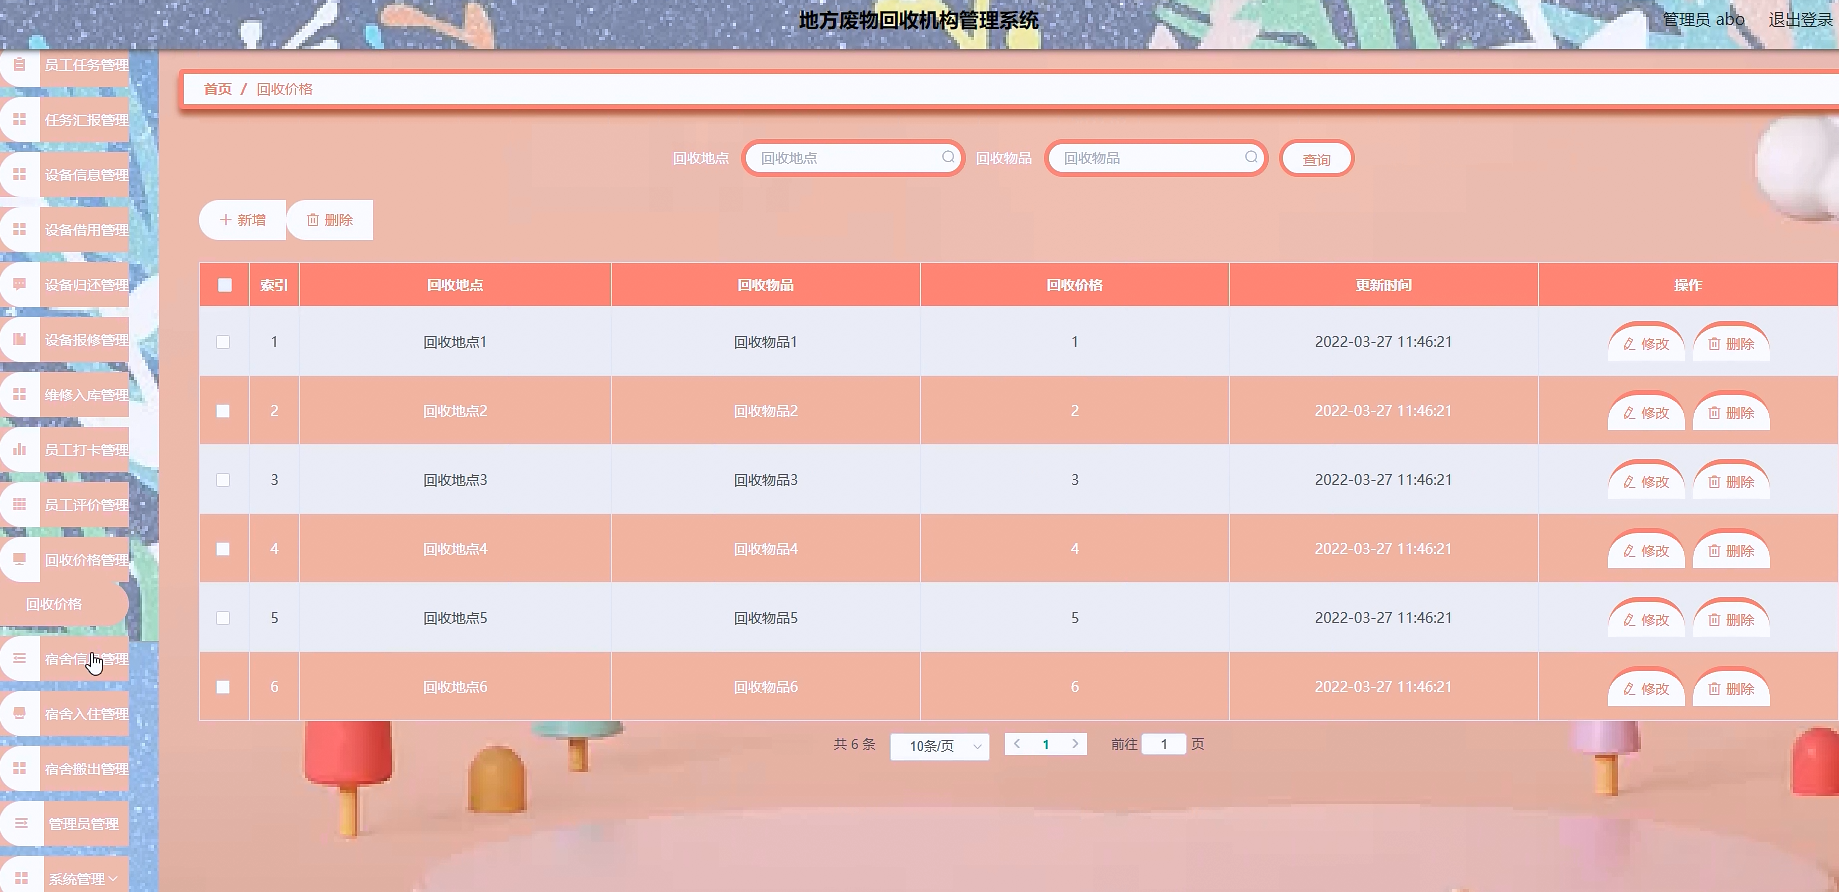 地方废物回收机构管理系统
管理员 abo 退出登录
员工任务管理
任务汇报管理
设备信息管理
设备借用管理
设备归还管理
设备报修管理
维修入库管理
员工打卡管理
员工评价管理
回收价格管理
回收价格
宿舍信息管理
宿舍入住管理
宿舍搬出管理
管理员管理
系统管理
首页 / 回收价格
回收地点 回收地点 回收物品 回收物品 查询
新增 删除
索引 回收地点 回收物品 回收价格 更新时间 操作
1 回收地点1 回收物品1 1 2022-03-27 11:46:21 修改 删除
2 回收地点2 回收物品2 2 2022-03-27 11:46:21 修改 删除
3 回收地点3 回收物品3 3 2022-03-27 11:46:21 修改 删除
4 回收地点4 回收物品4 4 2022-03-27 11:46:21 修改 删除
5 回收地点5 回收物品5 5 2022-03-27 11:46:21 修改 删除
6 回收地点6 回收物品6 6 2022-03-27 11:46:21 修改 删除
共 6 条 10条/页 1 前往 1 页